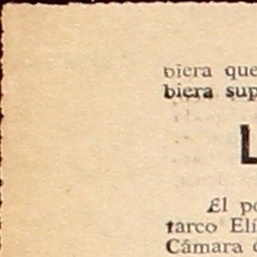 biera que
biera sup
L
El po
tarco Elí
Cámara